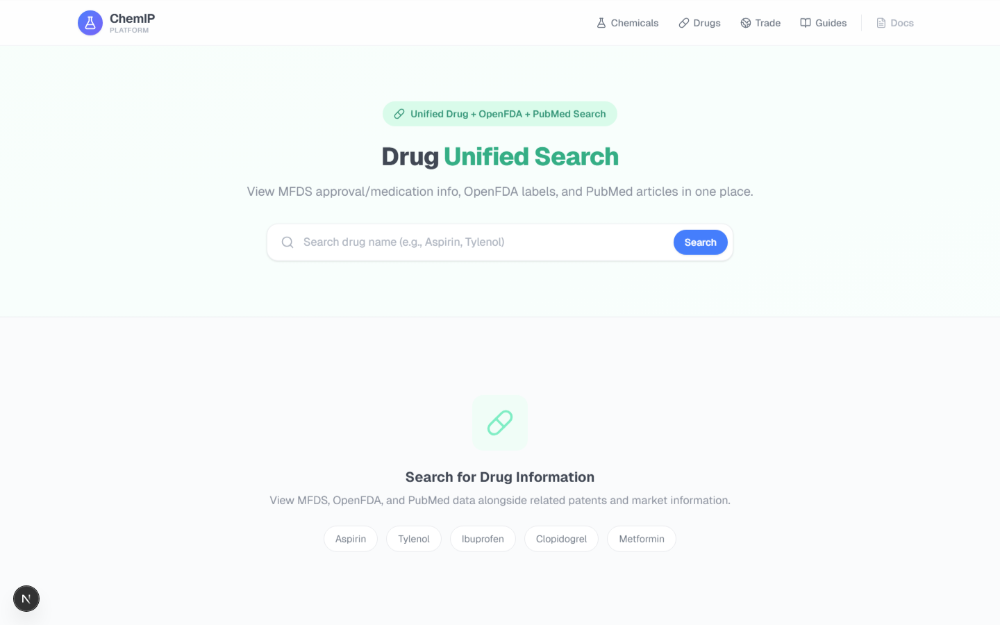 ChemIP
PLATFORM
Chemicals
Drugs
Trade
Guides
Docs
Unified Drug + OpenFDA + PubMed Search
Drug Unified Search
View MFDS approval/medication info, OpenFDA labels, and PubMed articles in one place.
Search drug name (e.g., Aspirin, Tylenol)
Search
Search for Drug Information
View MFDS, OpenFDA, and PubMed data alongside related patents and market information.
Aspirin
Tylenol
Ibuprofen
Clopidogrel
Metformin
N